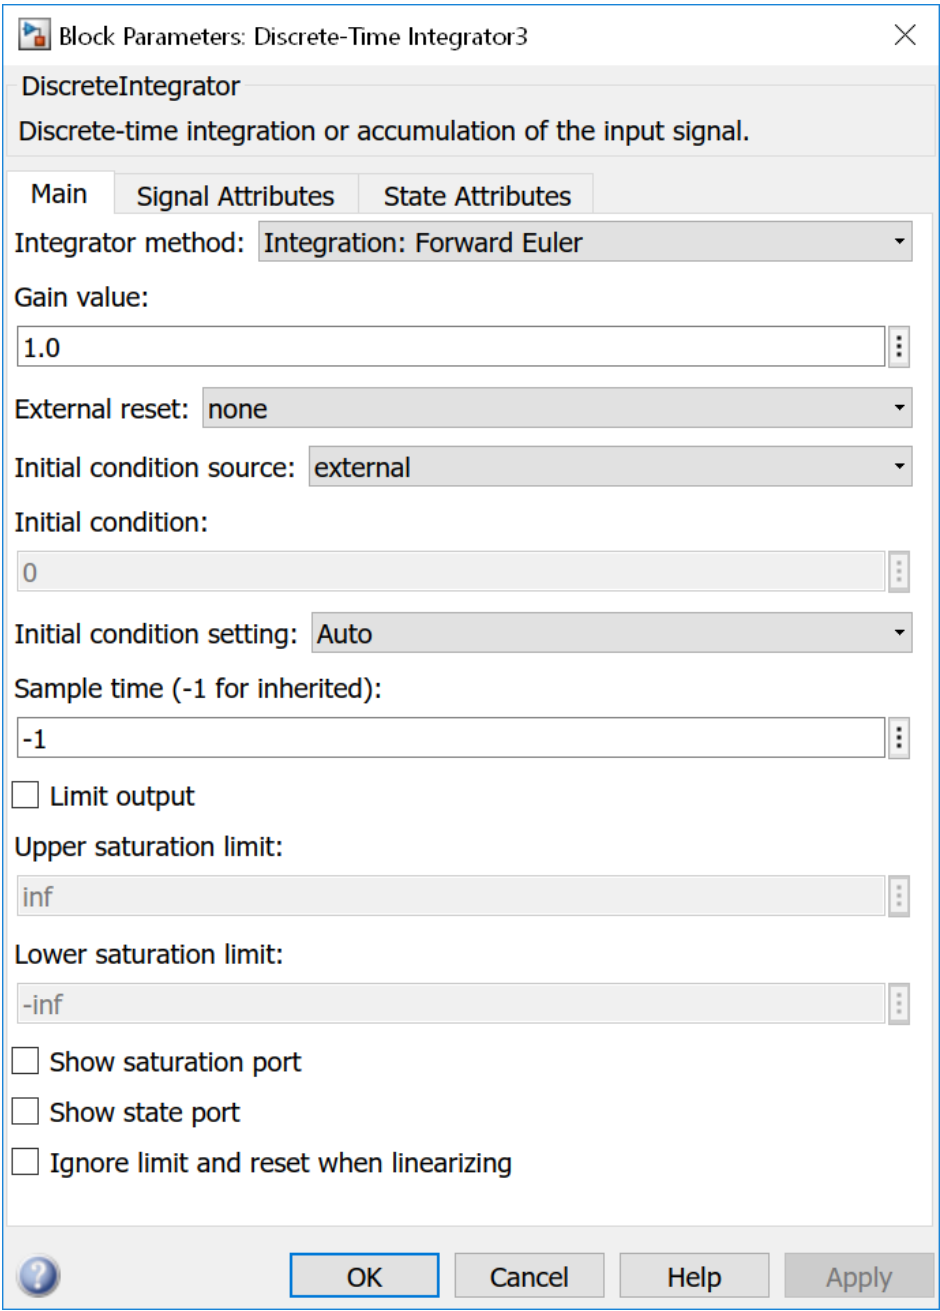 Block Parameters: Discrete-Time Integrator3
DiscreteIntegrator
Discrete-time integration or accumulation of the input signal.
Main Signal Attributes State Attributes
Integrator method: Integration: Forward Euler
Gain value:
1.0
External reset: none
Initial condition source: external
Initial condition:
0
Initial condition setting: Auto
Sample time (-1 for inherited):
-1
Limit output
Upper saturation limit:
inf
Lower saturation limit:
-inf
Show saturation port
Show state port
Ignore limit and reset when linearizing
? OK Cancel Help Apply